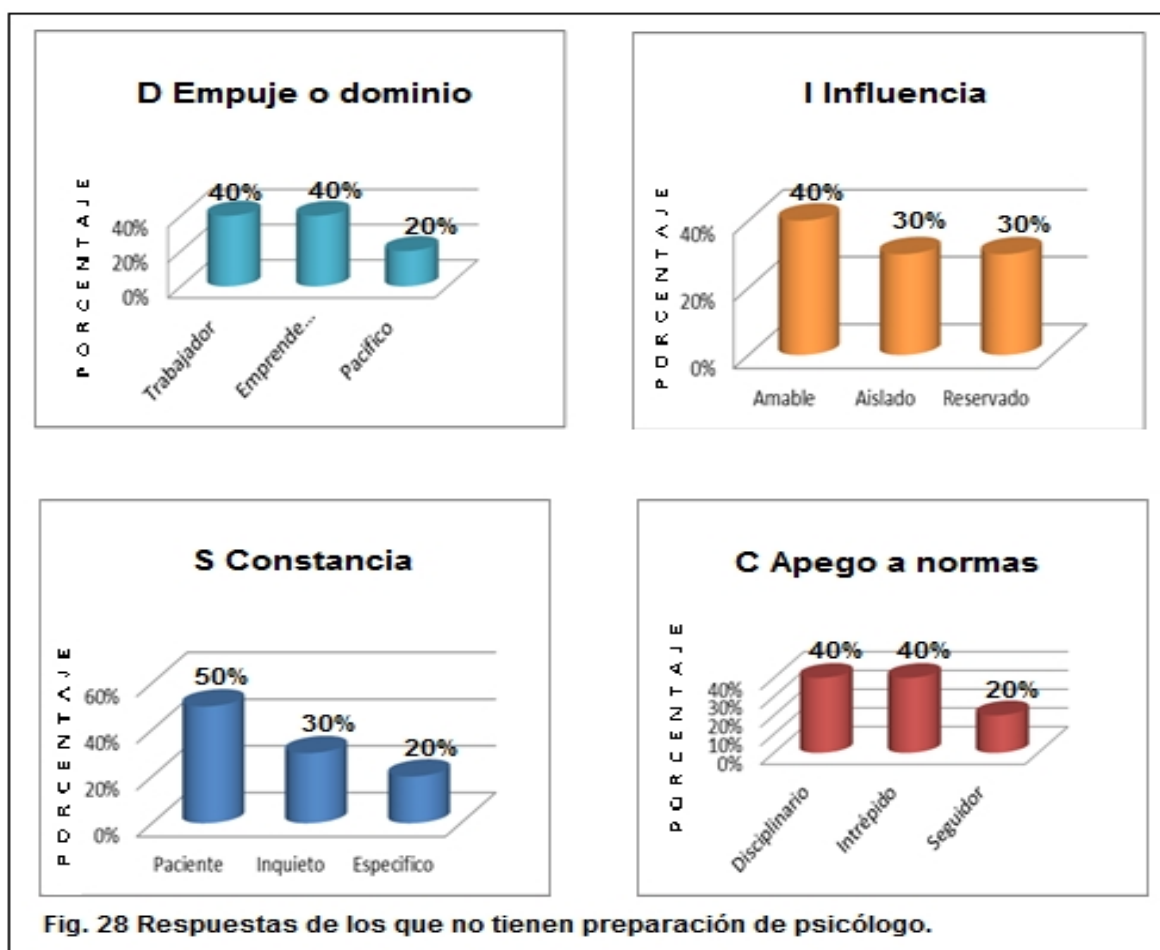 D Empuje o dominio
PORCENTAJE
40%
20%
0%
40%
40%
20%
Trabajador
Emprende...
Pacífico
I Influencia
PORCENTAJE
40%
20%
0%
40%
30%
30%
Amable
Aislado
Reservado
S Constancia
PORCENTAJE
60%
40%
20%
0%
50%
30%
20%
Paciente
Inquieto
Especifico
C Apego a normas
PORCENTAJE
40%
30%
20%
10%
0%
40%
40%
20%
Disciplinario
Intrépido
Seguidor
Fig. 28 Respuestas de los que no tienen preparación de psicólogo.